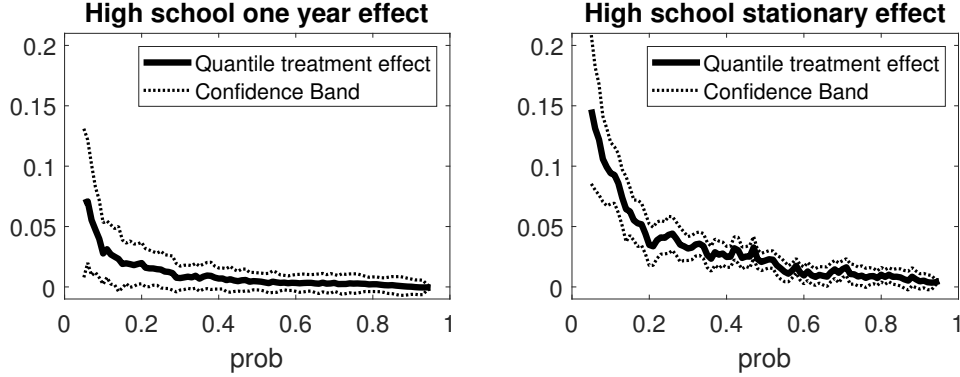 High school one year effect
0.2
0.15
0.1
0.05
0
Quantile treatment effect
Confidence Band
0 0.2 0.4 0.6 0.8 1
prob
High school stationary effect
0.2
0.15
0.1
0.05
0
Quantile treatment effect
Confidence Band
0 0.2 0.4 0.6 0.8 1
prob